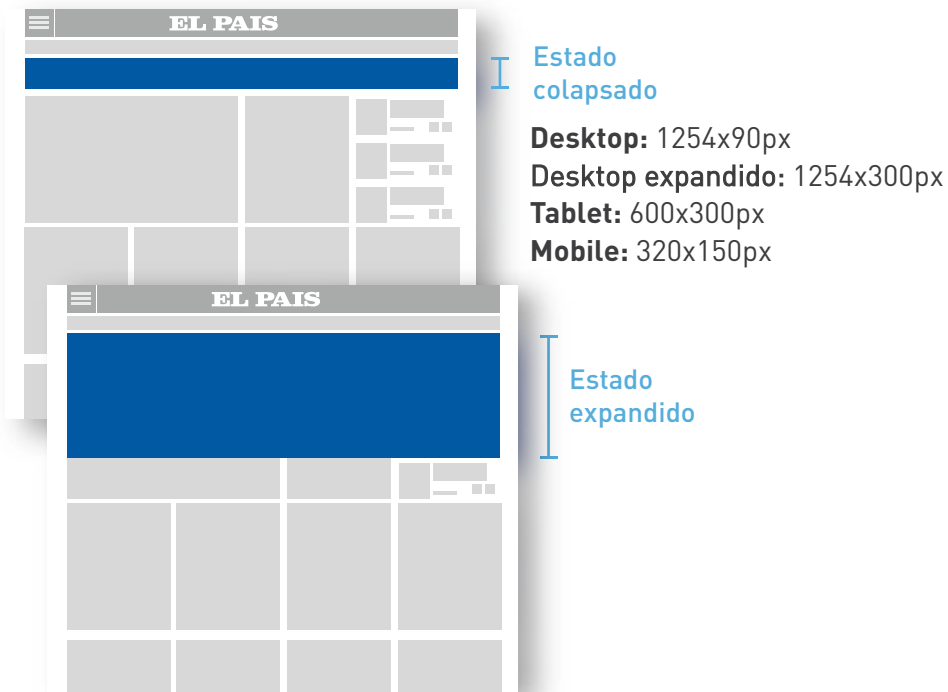 EL PAIS
Estado
colapsado
Desktop: 1254x90px
Desktop expandido: 1254x300px
Tablet: 600x300px
Mobile: 320x150px
EL PAIS
Estado
expandido